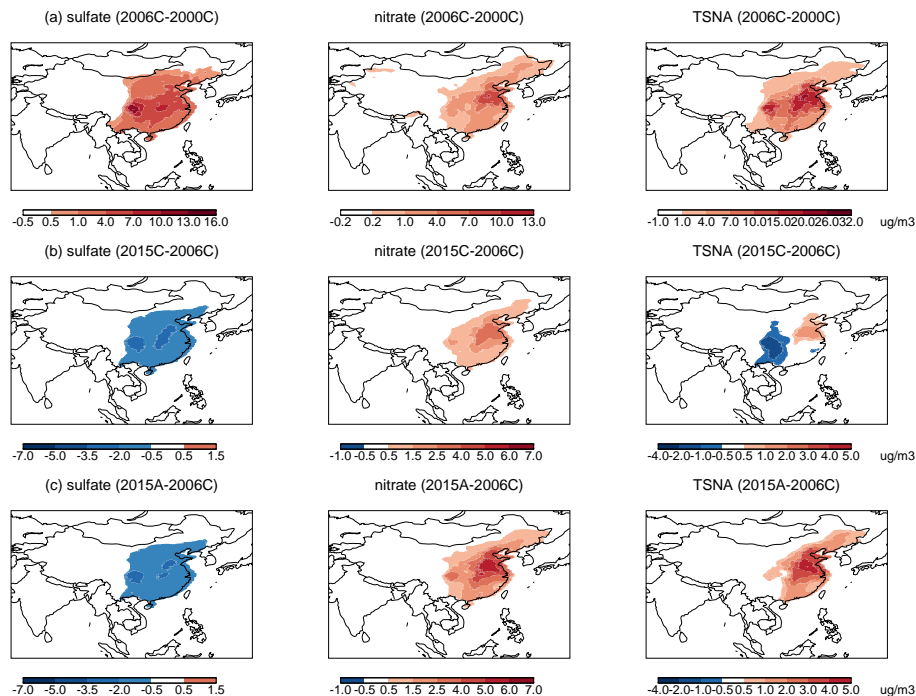 (a) sulfate (2006C-2000C) nitrate (2006C-2000C) TSNA (2006C-2000C)
-0.5 0.5 1.0 4.0 7.0 10.0 13.0 16.0 -0.2 0.2 1.0 4.0 7.0 10.0 13.0 -1.0 1.0 4.0 7.0 10.0 15.0 20.0 26.0 32.0 ug/m3
(b) sulfate (2015C-2006C) nitrate (2015C-2006C) TSNA (2015C-2006C)
-7.0 -5.0 -3.5 -2.0 -0.5 0.5 1.5 -1.0 -0.5 0.5 1.5 2.5 4.0 5.0 6.0 7.0 -4.0 -2.0 -1.0 -0.5 0.5 1.0 2.0 3.0 4.0 5.0 ug/m3
(c) sulfate (2015A-2006C) nitrate (2015A-2006C) TSNA (2015A-2006C)
-7.0 -5.0 -3.5 -2.0 -0.5 0.5 1.5 -1.0 -0.5 0.5 1.5 2.5 4.0 5.0 6.0 7.0 -4.0 -2.0 -1.0 -0.5 0.5 1.0 2.0 3.0 4.0 5.0 ug/m3